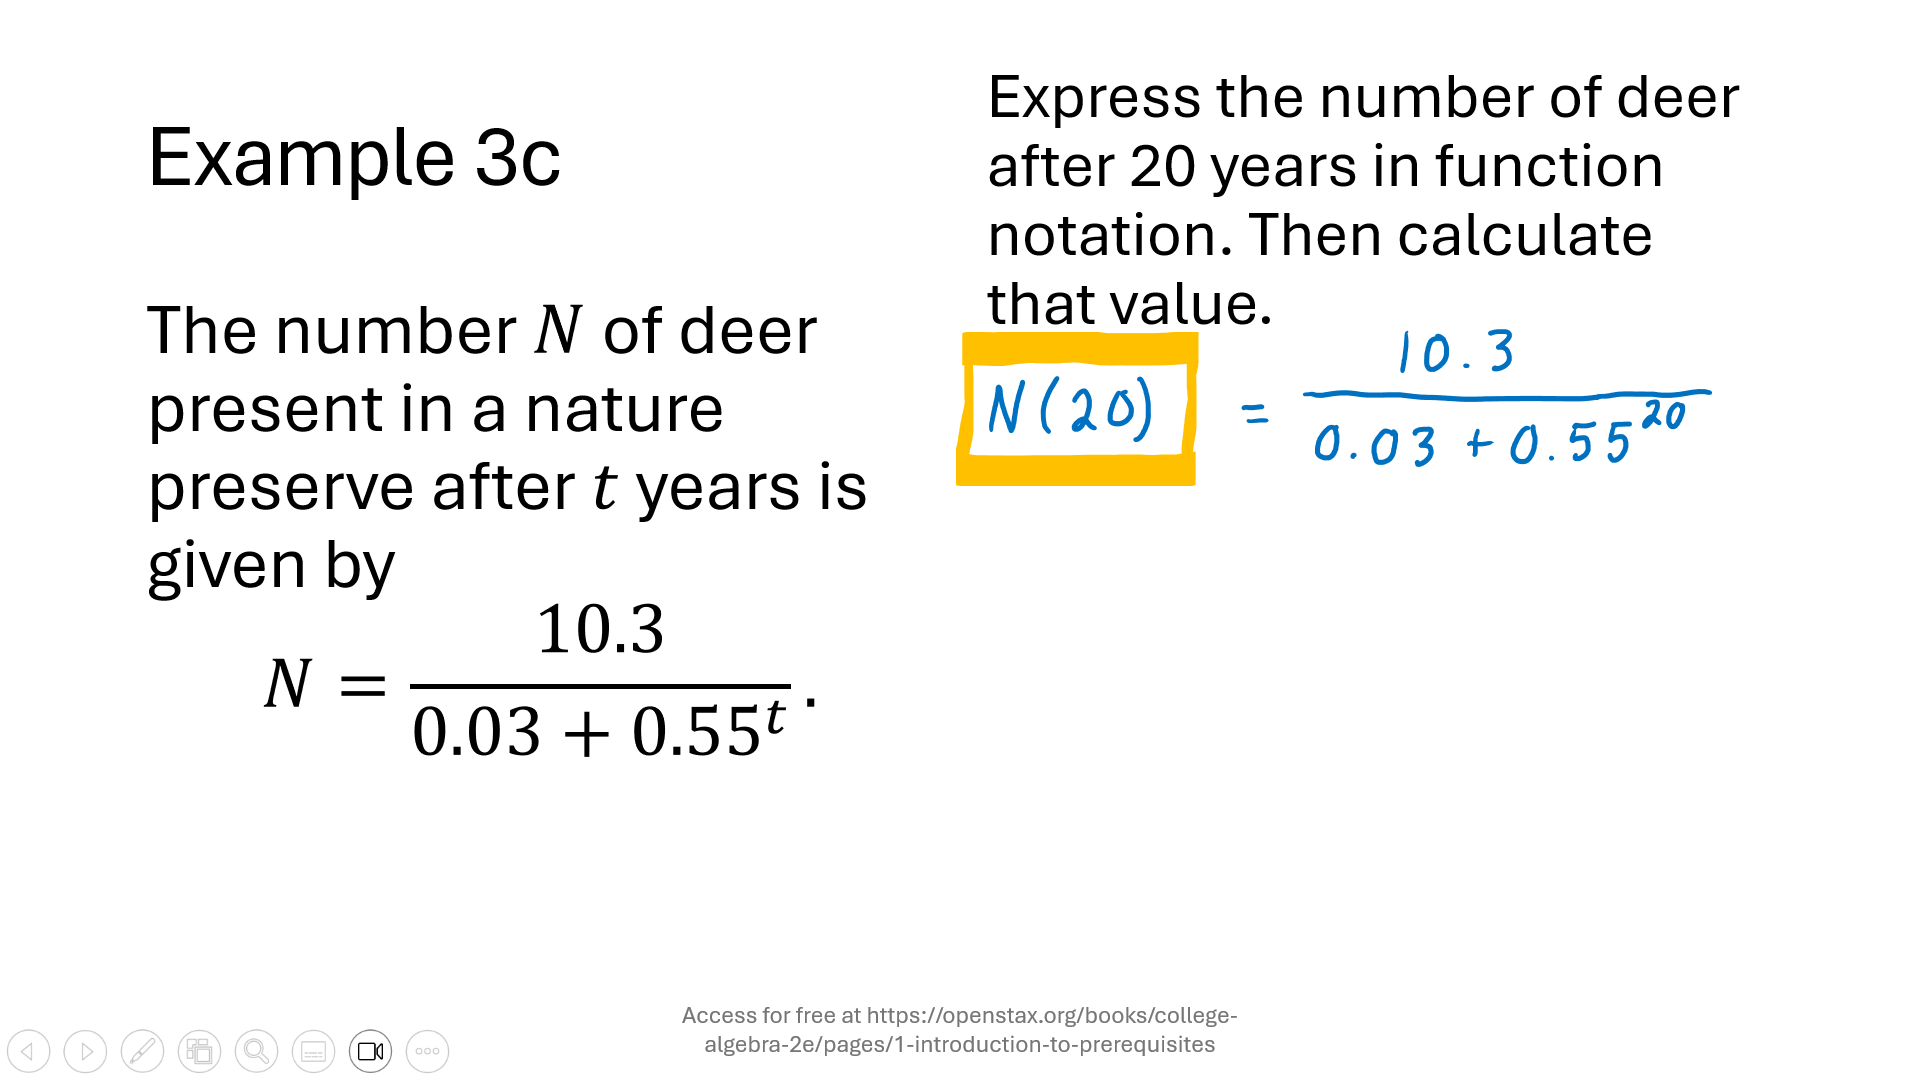 Example 3c
The number N of deer
present in a nature
preserve after t years is
given by
N = 10.3 / (0.03 + 0.55^t) .
Express the number of deer
after 20 years in function
notation. Then calculate
that value.
N(20) = 10.3 / (0.03 + 0.55^20)
Access for free at https://openstax.org/books/college-
algebra-2e/pages/1-introduction-to-prerequisites